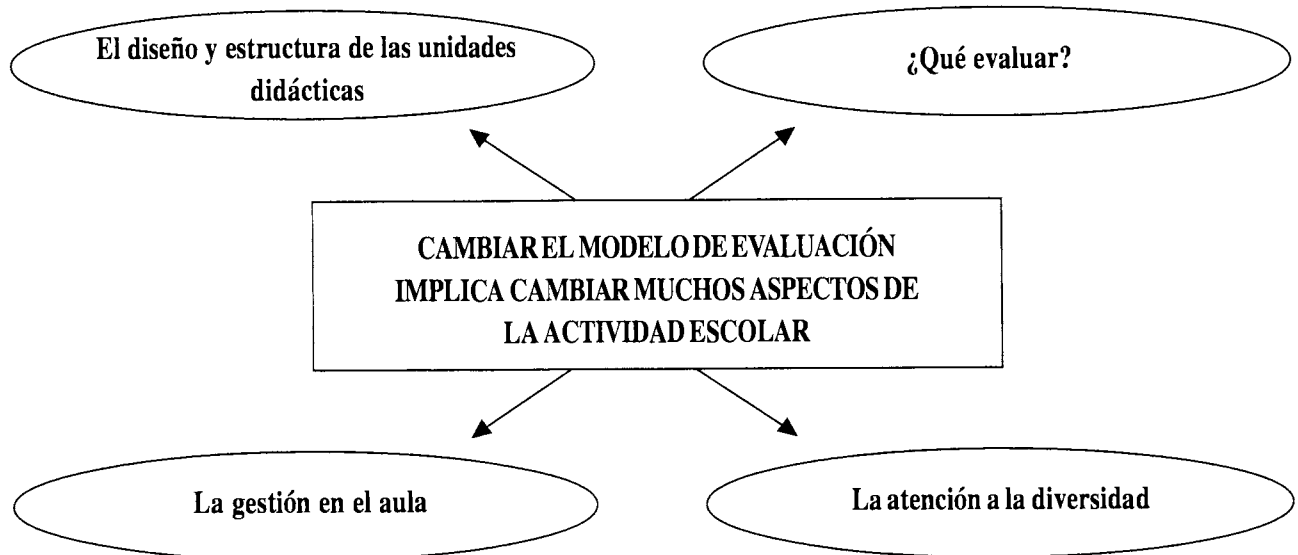 El diseño y estructura de las unidades
didácticas
¿Qué evaluar?
CAMBIAR EL MODELO DE EVALUACIÓN
IMPLICA CAMBIAR MUCHOS ASPECTOS DE
LA ACTIVIDAD ESCOLAR
La gestión en el aula
La atención a la diversidad